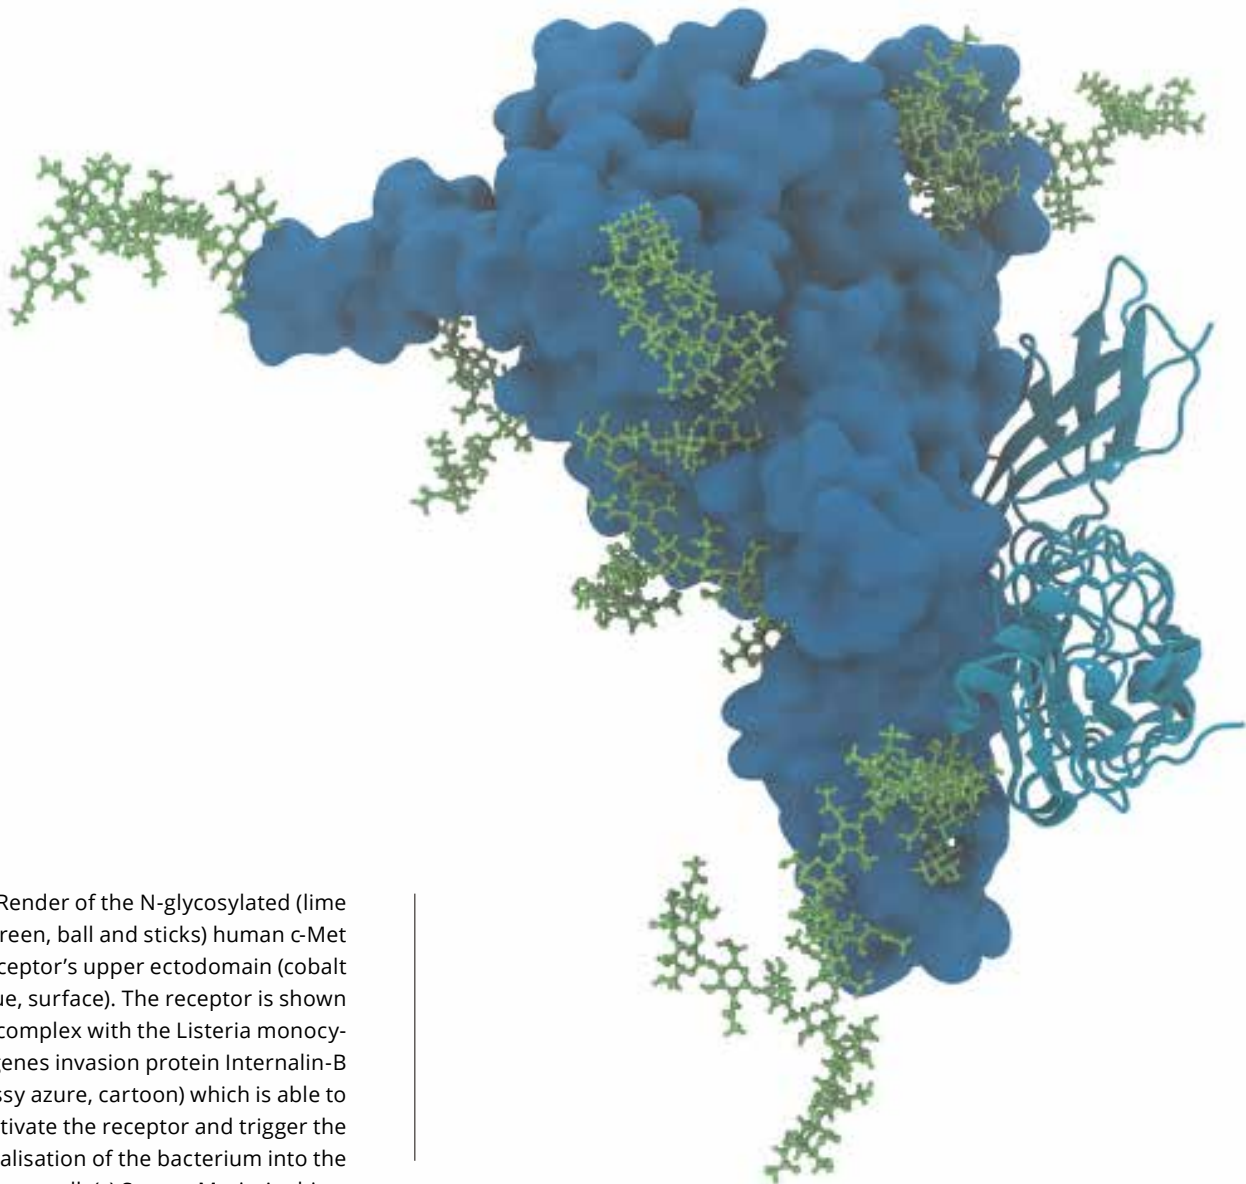 Render of the N-glycosylated (lime
reen, ball and sticks) human c-Met
ceptor's upper ectodomain (cobalt
ue, surface). The receptor is shown
complex with the Listeria monocy-
genes invasion protein Internalin-B
ssy azure, cartoon) which is able to
tivate the receptor and trigger the
alisation of the bacterium into the